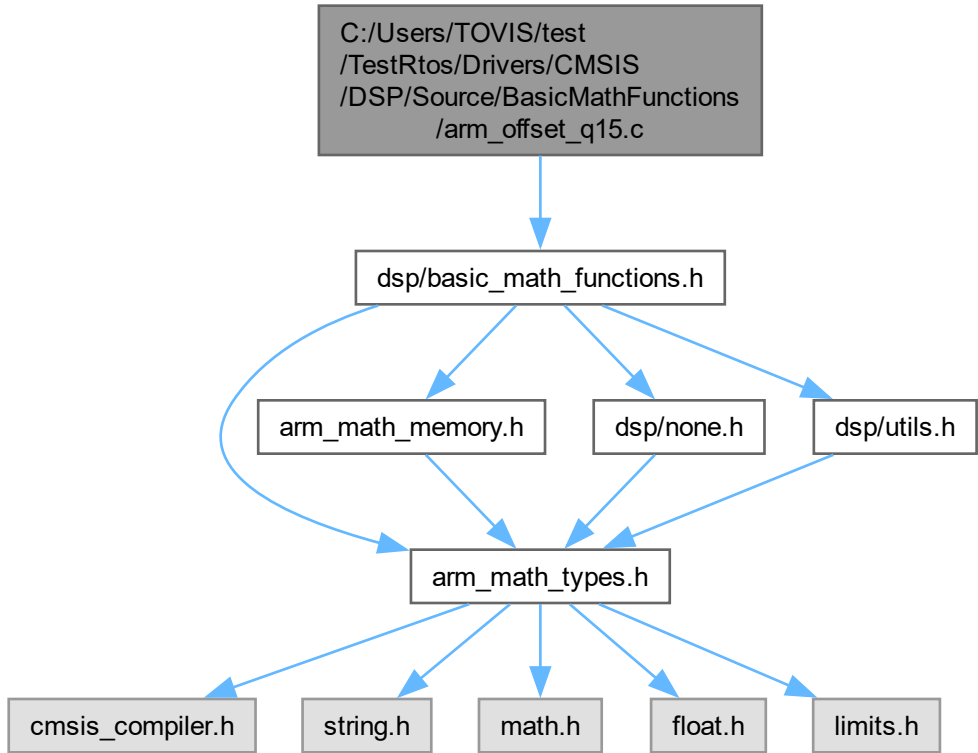 C:/Users/TOVIS/test
/TestRtos/Drivers/CMSIS
/DSP/Source/BasicMathFunctions
/arm_offset_q15.c
dsp/basic_math_functions.h
arm_math_memory.h
dsp/none.h
dsp/utils.h
arm_math_types.h
cmsis_compiler.h
string.h
math.h
float.h
limits.h